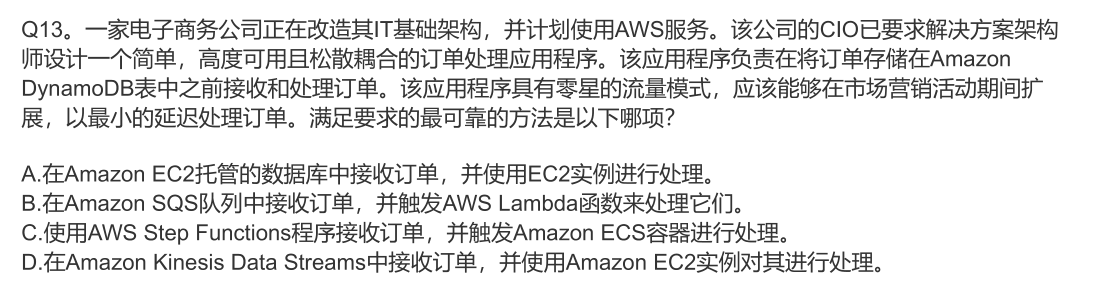 Q13。一家电子商务公司正在改造其IT基础架构，并计划使用AWS服务。该公司的CIO已要求解决方案架构
师设计一个简单，高度可用且松散耦合的订单处理应用程序。该应用程序负责在将订单存储在Amazon
DynamoDB表中之前接收和处理订单。该应用程序具有零星的流量模式，应该能够在市场营销活动期间扩
展，以最小的延迟处理订单。满足要求的最可靠的方法是以下哪项？
A.在Amazon EC2托管的数据库中接收订单，并使用EC2实例进行处理。
B.在Amazon SQS队列中接收订单，并触发AWS Lambda函数来处理它们。
C.使用AWS Step Functions程序接收订单，并触发Amazon ECS容器进行处理。
D.在Amazon Kinesis Data Streams中接收订单，并使用Amazon EC2实例对其进行处理。